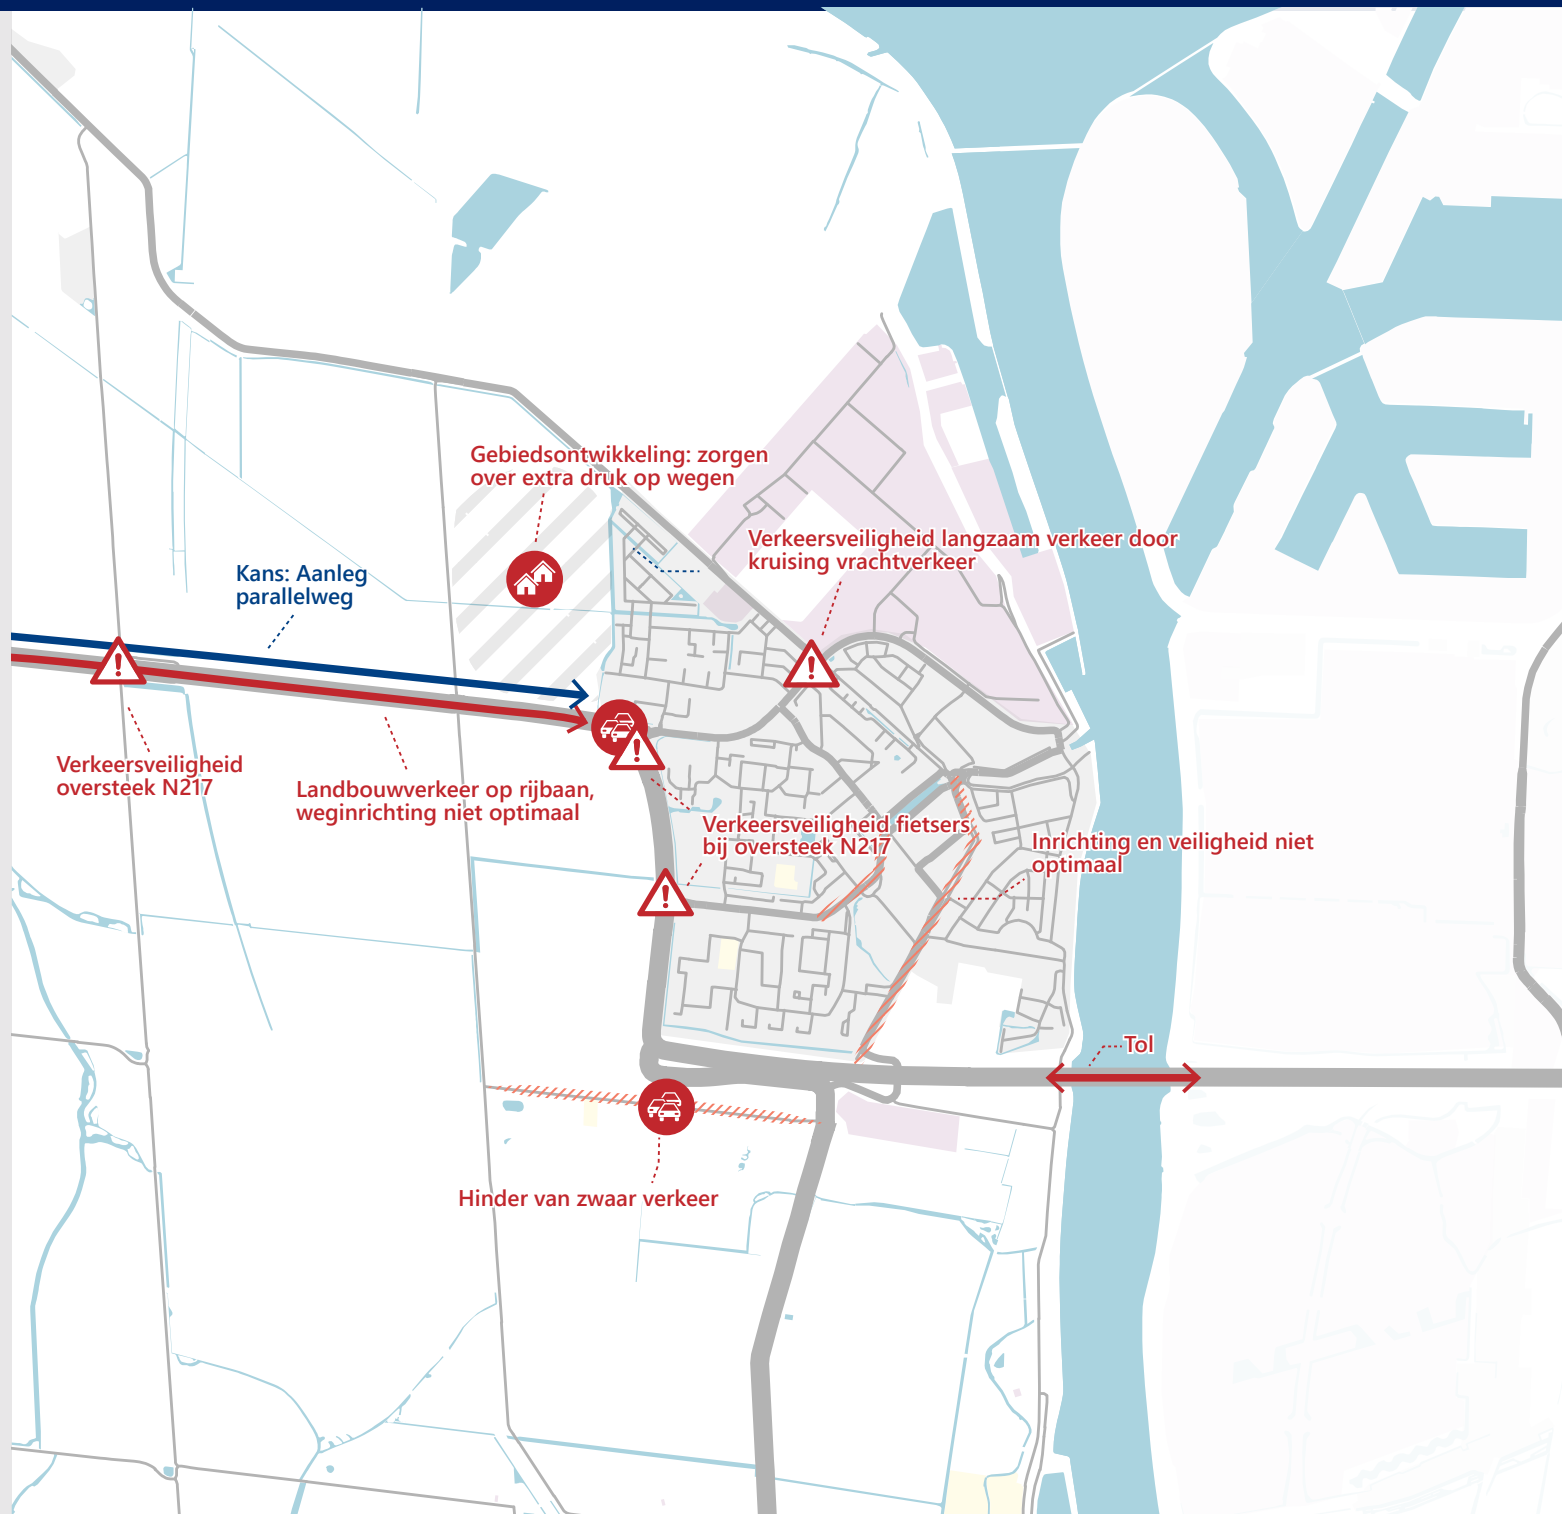 Gebiedsontwikkeling: zorgen
over extra druk op wegen
Verkeersveiligheid langzaam verkeer door
kruising vrachtverkeer
Kans: Aanleg
parallelweg
Verkeersveiligheid
oversteek N217
Landbouwverkeer op rijbaan,
weginrichting niet optimaal
Verkeersveiligheid fietsers
bij oversteek N217
Inrichting en veiligheid niet
optimaal
Tol
Hinder van zwaar verkeer